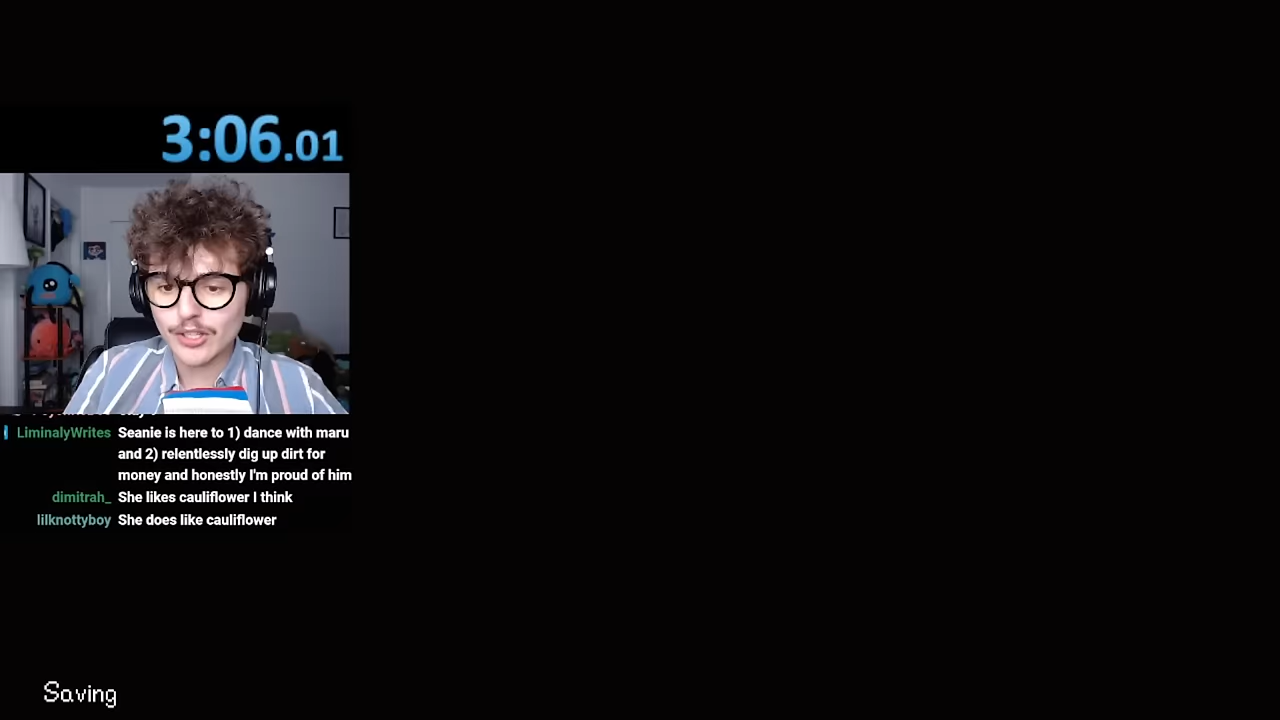 3:06.01
LiminalyWrites Seanie is here to 1) dance with maru
and 2) relentlessly dig up dirt for
money and honestly I'm proud of him
dimitrah_ She likes cauliflower I think
lilknottyboy She does like cauliflower
Saving